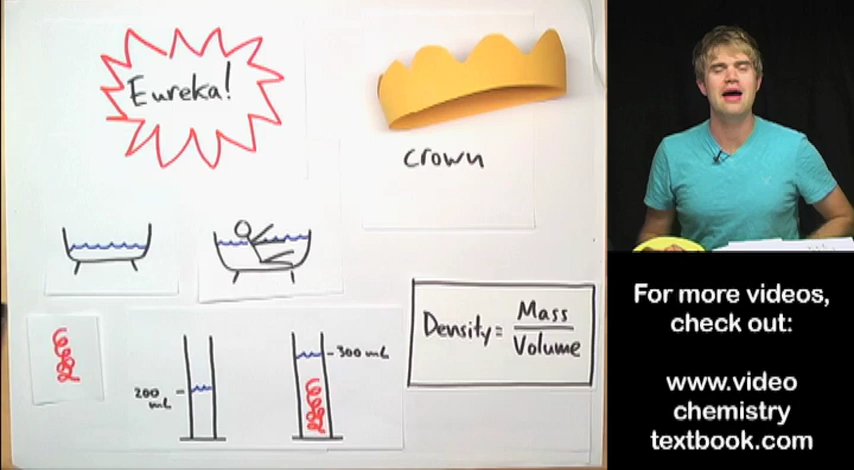 Eureka!
crown
Density = Mass
Volume
200
mL
300 mL
For more videos,
check out:
www.video
chemistry
textbook.com